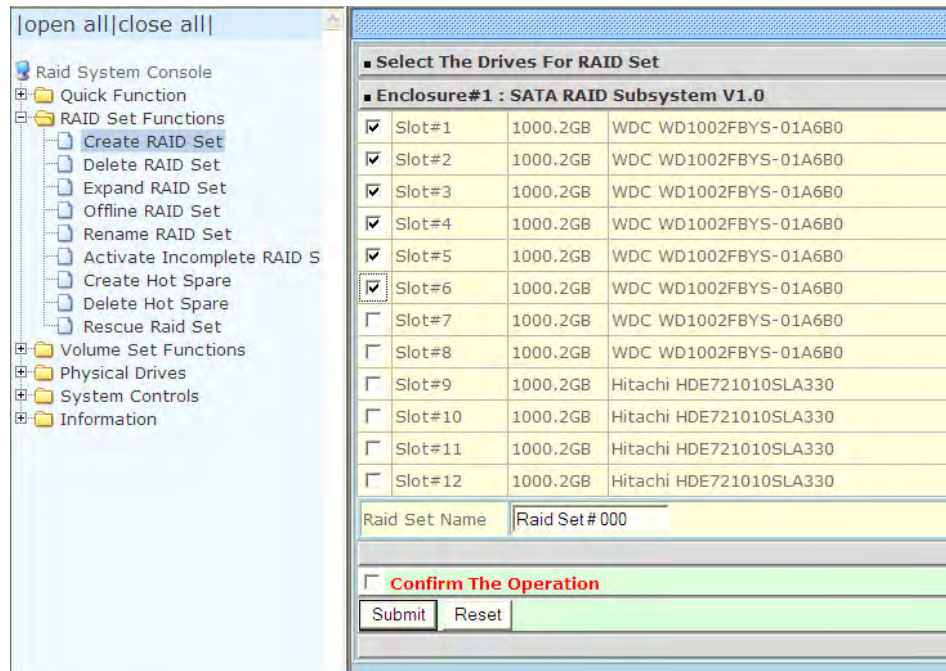 |open all|close all|
Raid System Console
Quick Function
RAID Set Functions
Create RAID Set
Delete RAID Set
Expand RAID Set
Offline RAID Set
Rename RAID Set
Activate Incomplete RAID S
Create Hot Spare
Delete Hot Spare
Rescue Raid Set
Volume Set Functions
Physical Drives
System Controls
Information
Select The Drives For RAID Set
Enclosure#1 : SATA RAID Subsystem V1.0
Slot#1 1000.2GB WDC WD1002FBYS-01A6B0
Slot#2 1000.2GB WDC WD1002FBYS-01A6B0
Slot#3 1000.2GB WDC WD1002FBYS-01A6B0
Slot#4 1000.2GB WDC WD1002FBYS-01A6B0
Slot#5 1000.2GB WDC WD1002FBYS-01A6B0
Slot#6 1000.2GB WDC WD1002FBYS-01A6B0
Slot#7 1000.2GB WDC WD1002FBYS-01A6B0
Slot#8 1000.2GB WDC WD1002FBYS-01A6B0
Slot#9 1000.2GB Hitachi HDE721010SLA330
Slot#10 1000.2GB Hitachi HDE721010SLA330
Slot#11 1000.2GB Hitachi HDE721010SLA330
Slot#12 1000.2GB Hitachi HDE721010SLA330
Raid Set Name Raid Set # 000
Confirm The Operation
Submit Reset